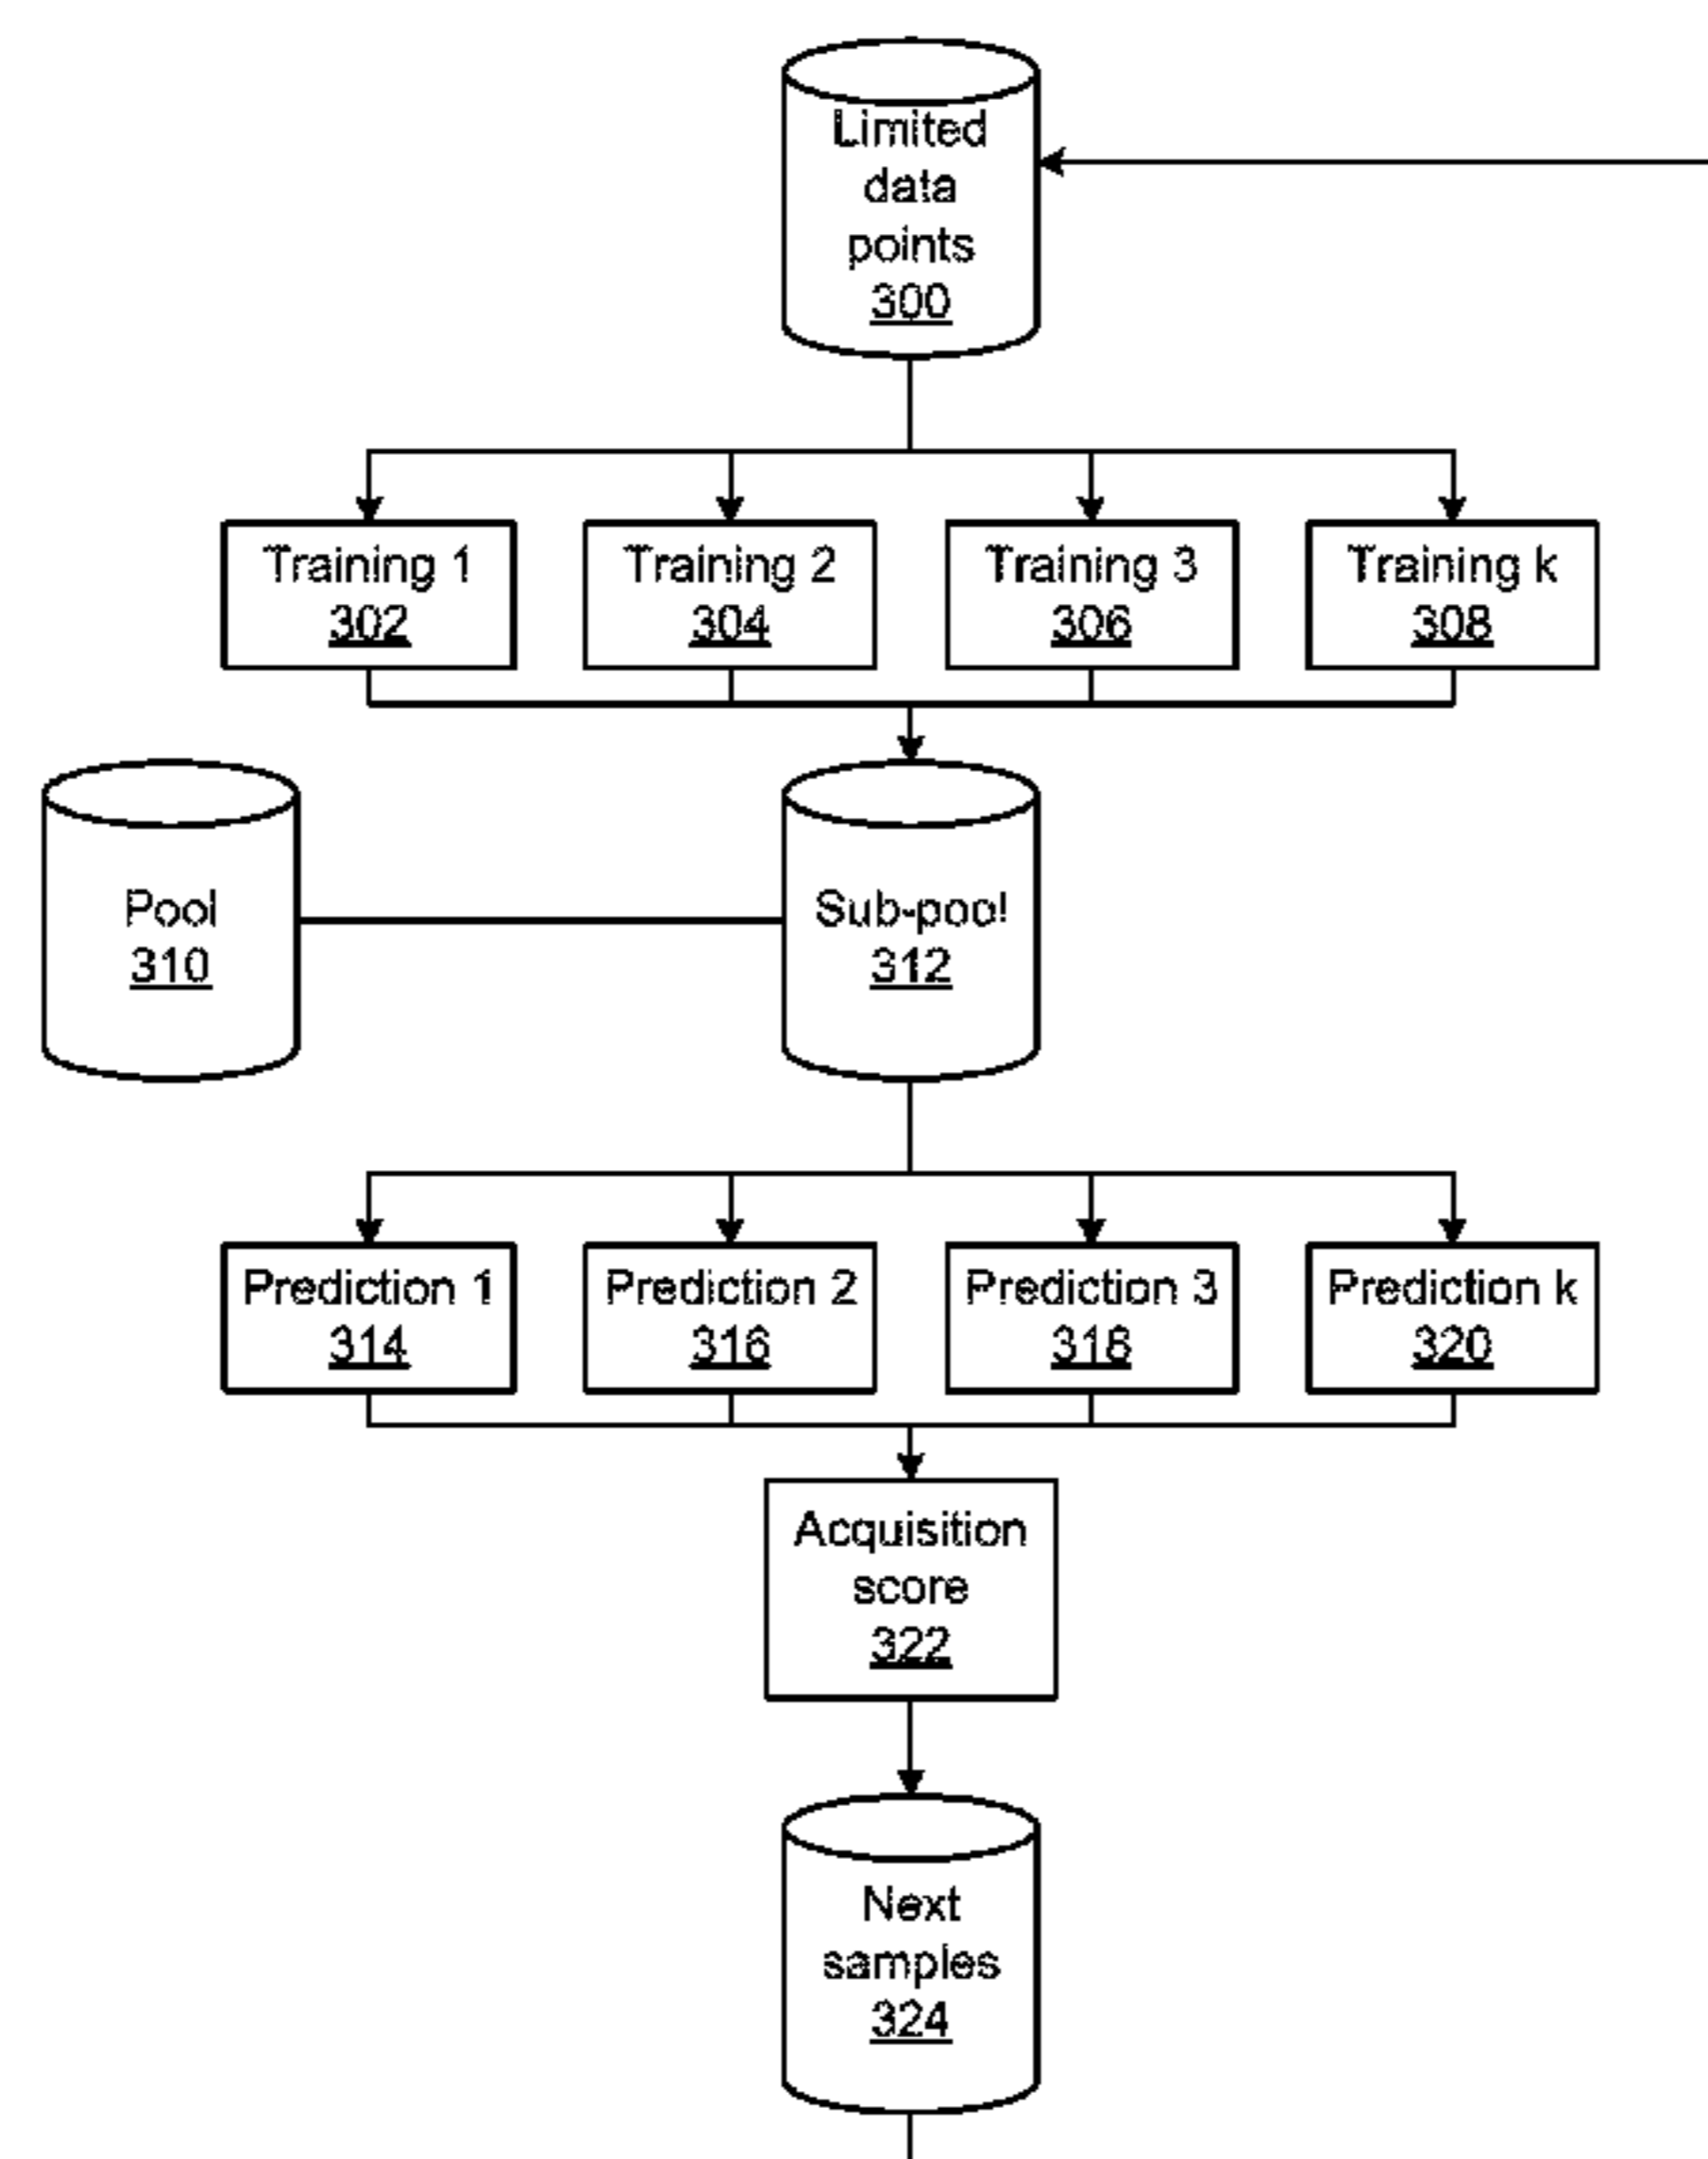 Limited
data
points
300
Training 1
302
Training 2
304
Training 3
306
Training k
308
Pool
310
Sub-pool
312
Prediction 1
314
Prediction 2
316
Prediction 3
318
Prediction k
320
Acquisition
score
322
Next
samples
324